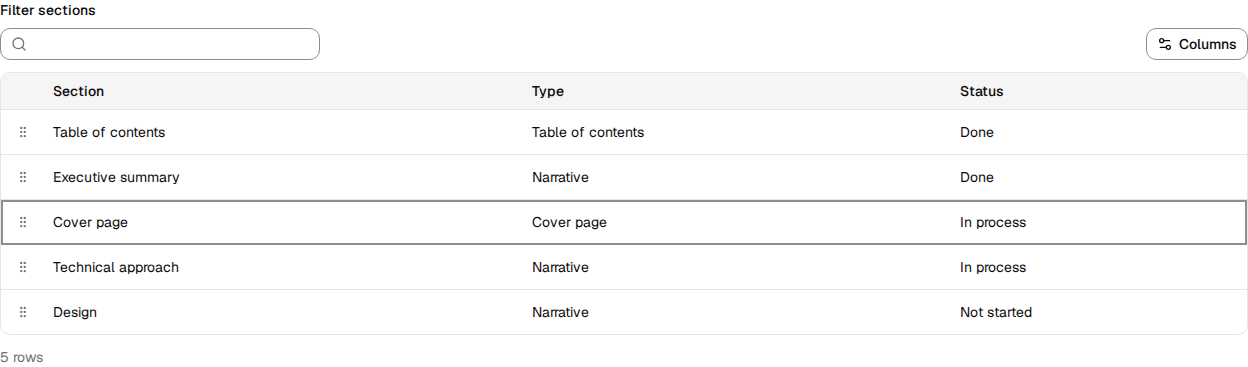 Filter sections
Columns
Section Type Status
Table of contents Table of contents Done
Executive summary Narrative Done
Cover page Cover page In process
Technical approach Narrative In process
Design Narrative Not started
5 rows